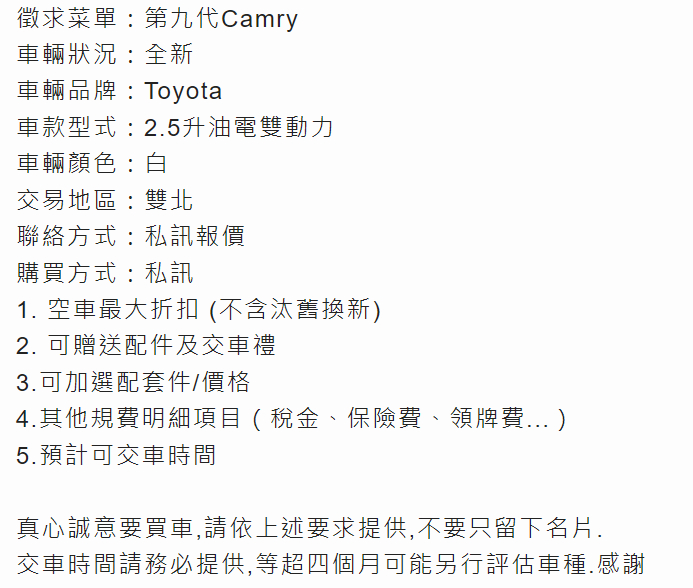 徵求菜單：第九代Camry
車輛狀況：全新
車輛品牌：Toyota
車款型式：2.5升油電雙動力
車輛顏色：白
交易地區：雙北
聯絡方式：私訊報價
購買方式：私訊
1. 空車最大折扣 (不含汰舊換新)
2. 可贈送配件及交車禮
3.可加選配套件/價格
4.其他規費明細項目（稅金、保險費、領牌費...）
5.預計可交車時間
真心誠意要買車,請依上述要求提供,不要只留下名片.
交車時間請務必提供,等超四個月可能另行評估車種.感謝